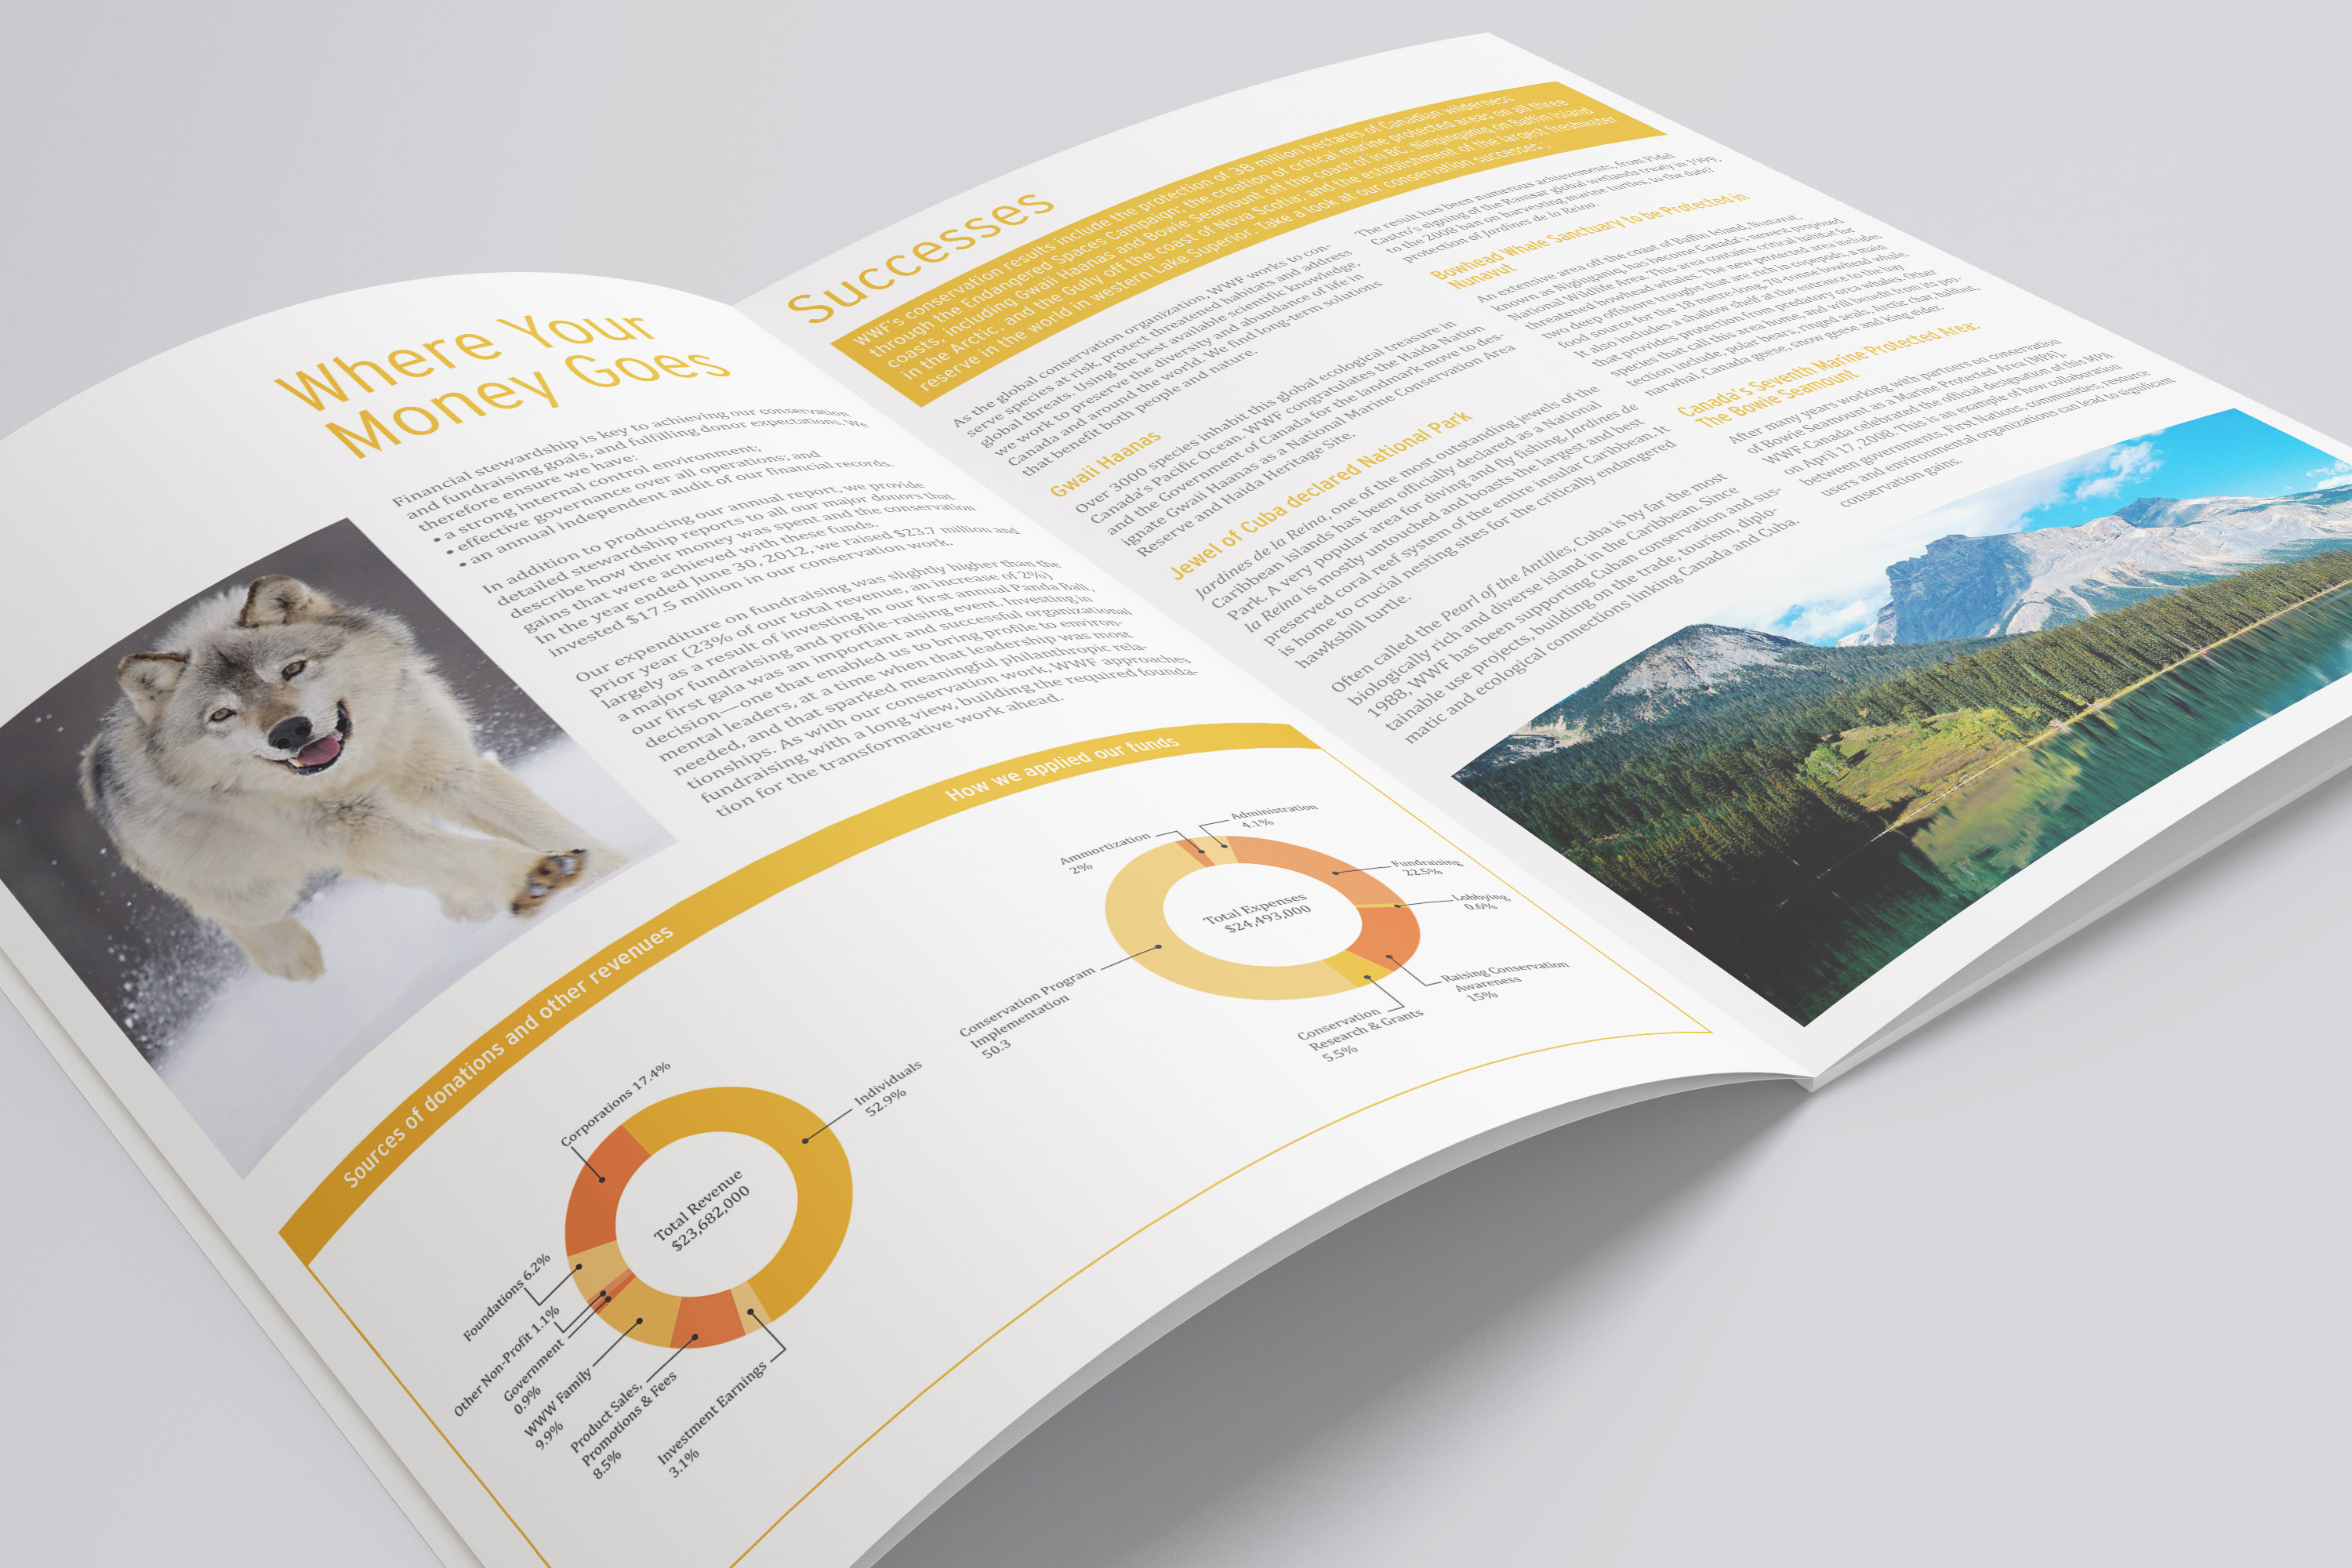 Where Your
Money Goes
Financial stewardship is key to achieving our conservation
and fundraising goals, and fulfilling donor expectations. We
therefore ensure we have:
• a strong internal control environment;
• effective governance over all operations; and
• an annual independent audit of our financial records.
In addition to producing our annual report, we provide
detailed stewardship reports to all our major donors that
describe how their money was spent and the conservation
gains that were achieved with these funds.
In the year ended June 30, 2012, we raised $23.7 million and
invested $17.5 million in our conservation work.
Our expenditure on fundraising was slightly higher than the
prior year (23% of our total revenue, an increase of 2%)
largely as a result of investing in our first annual Panda Ball,
a major fundraising and profile-raising event. Investing in
our first gala was an important and successful organizational
decision—one that enabled us to bring profile to environ-
mental leaders, at a time when that leadership was most
needed, and that sparked meaningful philanthropic rela-
tionships. As with our conservation work, WWF approaches
fundraising with a long view, building the required founda-
tion for the transformative work ahead.
Sources of donations and other revenues
How we applied our funds
Corporations 17.4%
Individuals
52.9%
Total Revenue
$23,682,000
Foundations 6.2%
Other Non-Profit 1.1%
Government
0.9%
WWW Family
9.9%
Product Sales,
Promotions & Fees
8.5%
Investment Earnings
3.1%
Ammortization
2%
Administration
4.1%
Fundraising
22.5%
Lobbying
0.6%
Total Expenses
$24,493,000
Raising Conservation
Awareness
15%
Conservation
Research & Grants
5.5%
Conservation Program
Implementation
50.3
Successes
WWF's conservation results include the protection of 38 million hectares of Canadian wilderness
through the Endangered Spaces Campaign; the creation of critical marine protected areas on all three
coasts, including Gwaii Haanas and Bowie Seamount off the coast of in BC, Ninginganiq on Baffin Island
in the Arctic, and the Gully off the coast of Nova Scotia; and the establishment of the largest freshwater
reserve in the world in western Lake Superior. Take a look at our conservation successes.
As the global conservation organization, WWF works to con-
serve species at risk, protect threatened habitats and address
global threats. Using the best available scientific knowledge,
we work to preserve the diversity and abundance of life in
Canada and around the world. We find long-term solutions
that benefit both people and nature.
Gwaii Haanas
Over 3000 species inhabit this global ecological treasure in
Canada's Pacific Ocean. WWF congratulates the Haida Nation
and the Government of Canada for the landmark move to des-
ignate Gwaii Haanas as a National Marine Conservation Area
Reserve and Haida Heritage Site.
Jewel of Cuba declared National Park
Jardines de la Reina, one of the most outstanding jewels of the
Caribbean islands has been officially declared as a National
Park. A very popular area for diving and fly fishing, Jardines de
la Reina is mostly untouched and boasts the largest and best
preserved coral reef system of the entire insular Caribbean. It
is home to crucial nesting sites for the critically endangered
hawksbill turtle.
Often called the Pearl of the Antilles, Cuba is by far the most
biologically rich and diverse island in the Caribbean. Since
1988, WWF has been supporting Cuban conservation and sus-
tainable use projects, building on the trade, tourism, diplo-
matic and ecological connections linking Canada and Cuba.
The result has been numerous achievements, from Fidel
Castro's signing of the Ramsar global wetlands treaty in 1999,
to the 2008 ban on harvesting marine turtles, to the date!
protection of Jardines de la Reina.
Bowhead Whale Sanctuary to be Protected in
Nunavut
An extensive area off the coast of Baffin Island, Nunavut,
known as Niginganiq, has become Canada's newest proposed
National Wildlife Area. This area contains critical habitat for
threatened bowhead whales. The new protected area includes
two deep offshore troughs that are rich in copepods, a main
food source for the 18 metre-long, 70-tonne bowhead whale.
It also includes a shallow shelf at the entrance to the bay
that provides protection from predatory orca whales. Other
species that call this area home and will benefit from its pro-
tection include, polar bears, ringed seals, Arctic char, halibut,
narwhal, Canada geese, snow geese and king eider.
Canada's Seventh Marine Protected Area:
The Bowie Seamount
After many years working with partners on conservation
of Bowie Seamount as a Marine Protected Area (MPA),
WWF-Canada celebrated the official designation of this MPA
on April 17, 2008. This is an example of how collaboration
between governments, First Nations, communities, resource
users and environmental organizations can lead to significant
conservation gains.